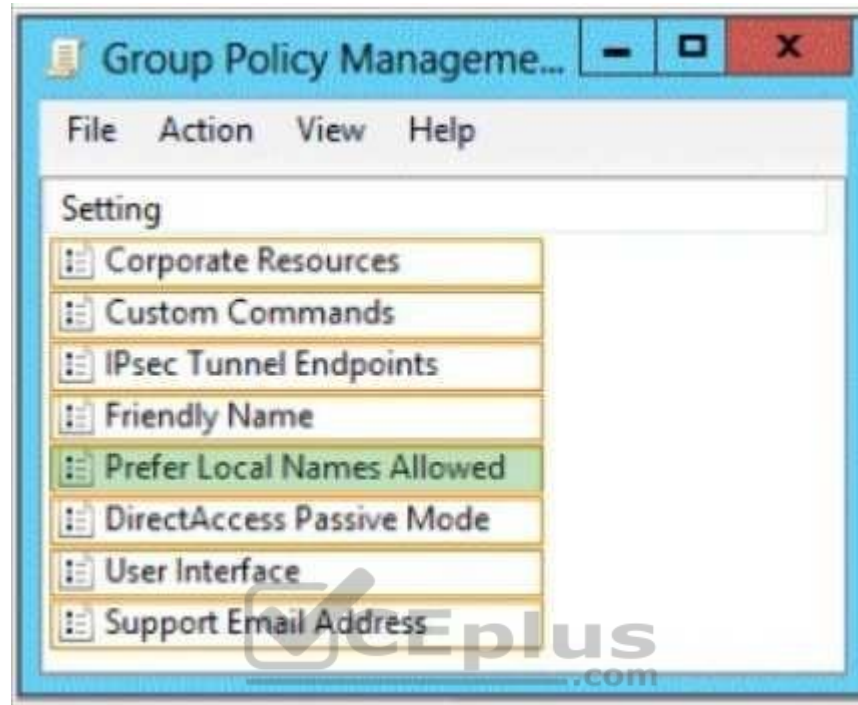 Group Policy Manageme...
File Action View Help
Setting
Corporate Resources
Custom Commands
IPsec Tunnel Endpoints
Friendly Name
Prefer Local Names Allowed
DirectAccess Passive Mode
User Interface
Support Email Address
CEplus
.com